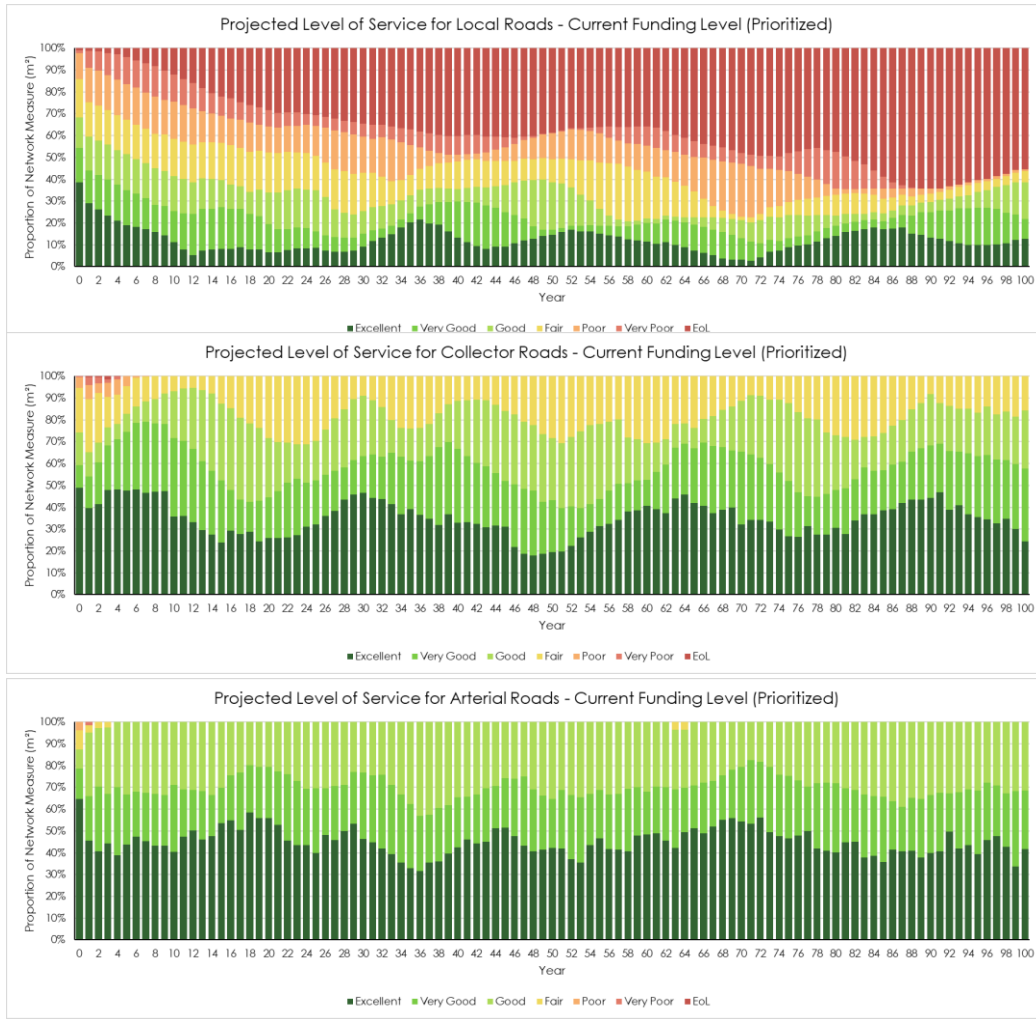 Projected Level of Service for Local Roads - Current Funding Level (Prioritized)
100%
90%
80%
70%
60%
50%
40%
30%
20%
10%
0%
Proportion of Network Measure (m²)
0 2 4 6 8 10 12 14 16 18 20 22 24 26 28 30 32 34 36 38 40 42 44 46 48 50 52 54 56 58 60 62 64 66 68 70 72 74 76 78 80 82 84 86 88 90 92 94 96 98 100
Year
Excellent Very Good Good Fair Poor Very Poor EoL
Projected Level of Service for Collector Roads - Current Funding Level (Prioritized)
100%
90%
80%
70%
60%
50%
40%
30%
20%
10%
0%
Proportion of Network Measure (m²)
0 2 4 6 8 10 12 14 16 18 20 22 24 26 28 30 32 34 36 38 40 42 44 46 48 50 52 54 56 58 60 62 64 66 68 70 72 74 76 78 80 82 84 86 88 90 92 94 96 98 100
Year
Excellent Very Good Good Fair Poor Very Poor EoL
Projected Level of Service for Arterial Roads - Current Funding Level (Prioritized)
100%
90%
80%
70%
60%
50%
40%
30%
20%
10%
0%
Proportion of Network Measure (m²)
0 2 4 6 8 10 12 14 16 18 20 22 24 26 28 30 32 34 36 38 40 42 44 46 48 50 52 54 56 58 60 62 64 66 68 70 72 74 76 78 80 82 84 86 88 90 92 94 96 98 100
Year
Excellent Very Good Good Fair Poor Very Poor EoL